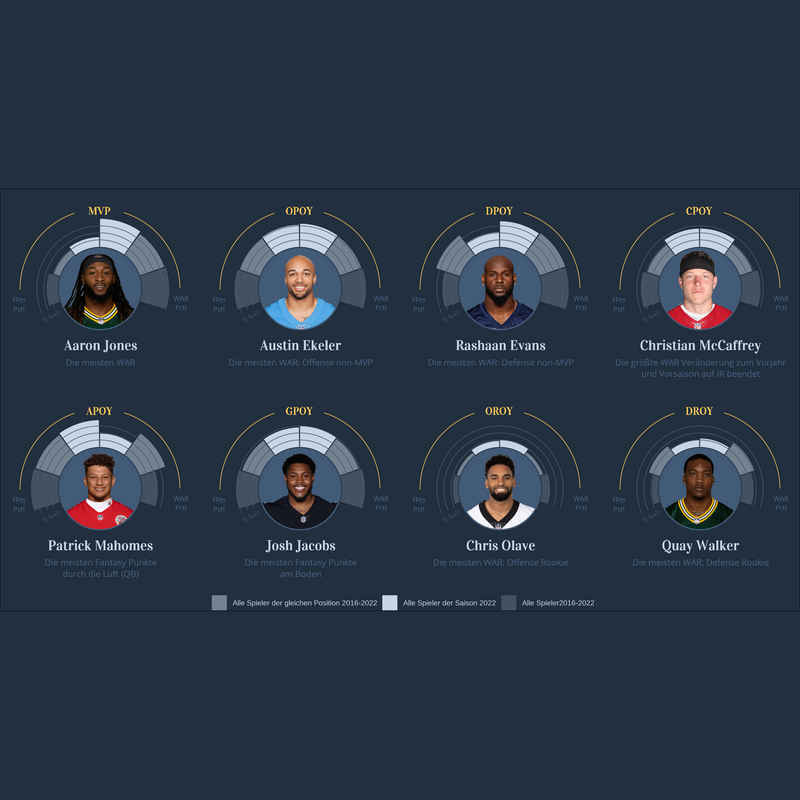 MVP
FPts
Pctl
WAR
Pctl
Aaron Jones
Die meisten WAR
OPOY
FPts
Pctl
WAR
Pctl
Austin Ekeler
Die meisten WAR: Offense non-MVP
DPOY
FPts
Pctl
WAR
Pctl
Rashaan Evans
Die meisten WAR: Defense non-MVP
CPOY
FPts
Pctl
WAR
Pctl
Christian McCaffrey
Die größte WAR Veränderung zum Vorjahr
und Vorsaison auf IR beendet
APOY
FPts
Pctl
WAR
Pctl
Patrick Mahomes
Die meisten Fantasy Punkte
durch die Luft (QB)
GPOY
FPts
Pctl
WAR
Pctl
Josh Jacobs
Die meisten Fantasy Punkte
am Boden
OROY
FPts
Pctl
WAR
Pctl
Chris Olave
Die meisten WAR: Offense Rookie
DROY
FPts
Pctl
WAR
Pctl
Quay Walker
Die meisten WAR: Defense Rookie
Alle Spieler der gleichen Position 2016-2022
Alle Spieler der Saison 2022
Alle Spieler2016-2022